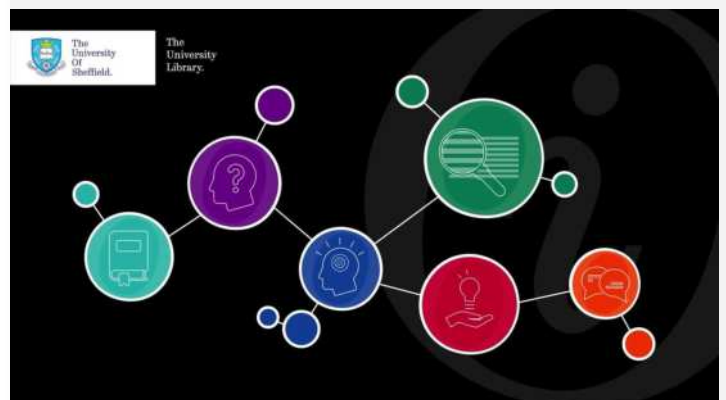 The
University
Of
Sheffield.
The
University
Library.
?
i